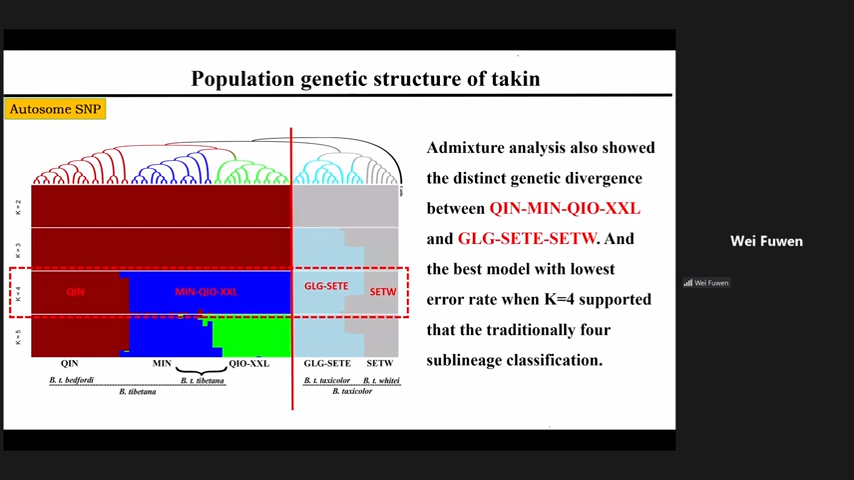 Population genetic structure of takin
Autosome SNP
K=2
K=3
K=4
K=5
QIN
MIN-QIO-XXL
GLG-SETE
SETW
QIN
MIN
QIO-XXL
GLG-SETE
SETW
B. t. bedfordi
B. t. tibetana
B. t. taxicolor
B. t. whitei
B. tibetana
B. taxicolor
Admixture analysis also showed
the distinct genetic divergence
between QIN-MIN-QIO-XXL
and GLG-SETE-SETW. And
the best model with lowest
error rate when K=4 supported
that the traditionally four
sublineage classification.
Wei Fuwen
Wei Fuwen